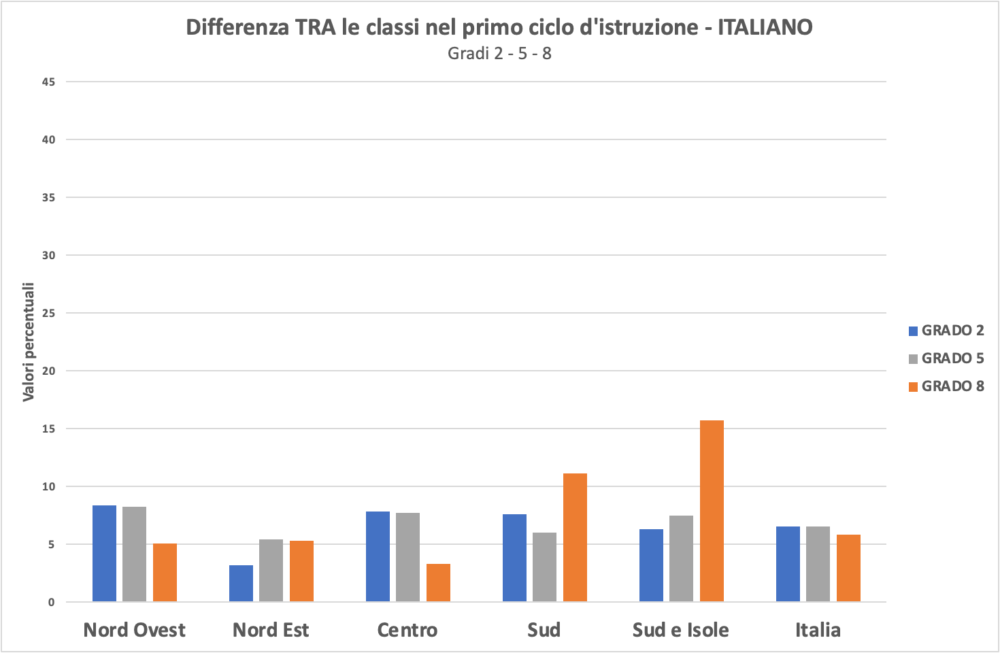 Differenza TRA le classi nel primo ciclo d'istruzione - ITALIANO
Gradi 2 - 5 - 8
45
40
35
30
25
20
15
10
5
0
Valori percentuali
Nord Ovest
Nord Est
Centro
Sud
Sud e Isole
Italia
GRADO 2
GRADO 5
GRADO 8